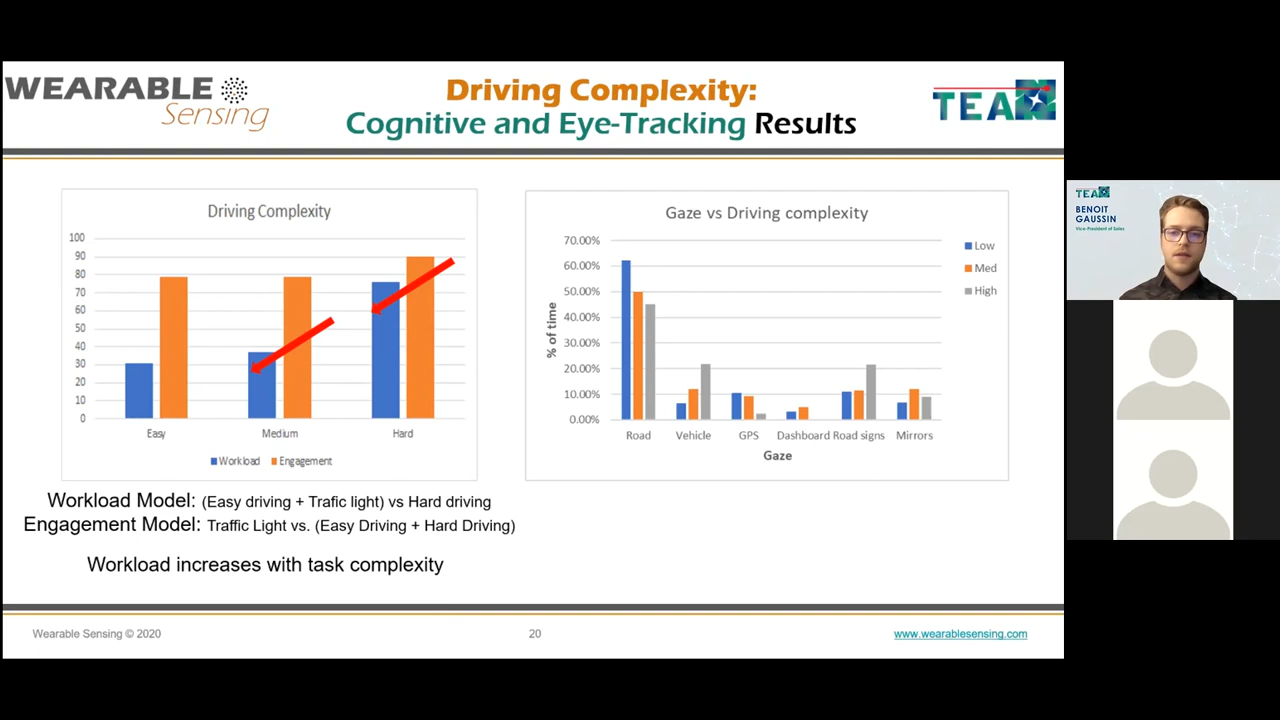 WEARABLE
Sensing
Driving Complexity:
Cognitive and Eye-Tracking Results
TEA
Driving Complexity
100
90
80
70
60
50
40
30
20
10
0
Easy
Medium
Hard
Workload
Engagement
Gaze vs Driving complexity
70.00%
60.00%
50.00%
40.00%
30.00%
20.00%
10.00%
0.00%
% of time
Road
Vehicle
GPS
Dashboard
Road signs
Mirrors
Gaze
Low
Med
High
Workload Model: (Easy driving + Trafic light) vs Hard driving
Engagement Model: Traffic Light vs. (Easy Driving + Hard Driving)
Workload increases with task complexity
Wearable Sensing © 2020
20
www.wearablesensing.com
TEA
BENOIT
GAUSSIN
Vice-President of Sales